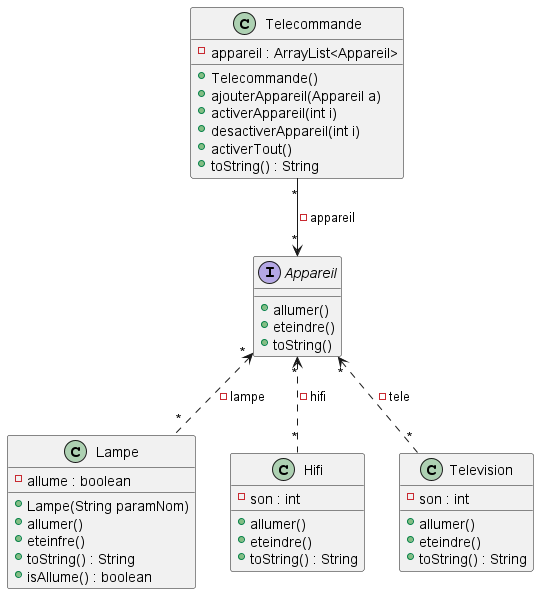 C Telecommande
appareil : ArrayList<Appareil>
Telecommande()
ajouterAppareil(Appareil a)
activerAppareil(int i)
desactiverAppareil(int i)
activerTout()
toString() : String
*
appareil
*
I Appareil
allumer()
eteindre()
toString()
* * *
lampe hifi tele
* * *
C Lampe
allume : boolean
Lampe(String paramNom)
allumer()
eteinfre()
toString() : String
isAllume() : boolean
C Hifi
son : int
allumer()
eteindre()
toString() : String
C Television
son : int
allumer()
eteindre()
toString() : String